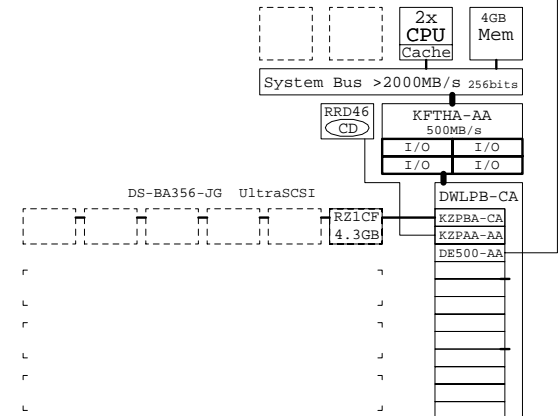 2x
CPU
Cache
4GB
Mem
System Bus >2000MB/s 256bits
RRD46
CD
KFTHA-AA
500MB/s
I/O I/O
I/O I/O
DS-BA356-JG UltraSCSI
DWLPB-CA
RZ1CF
4.3GB
KZPBA-CA
KZPAA-AA
DE500-AA